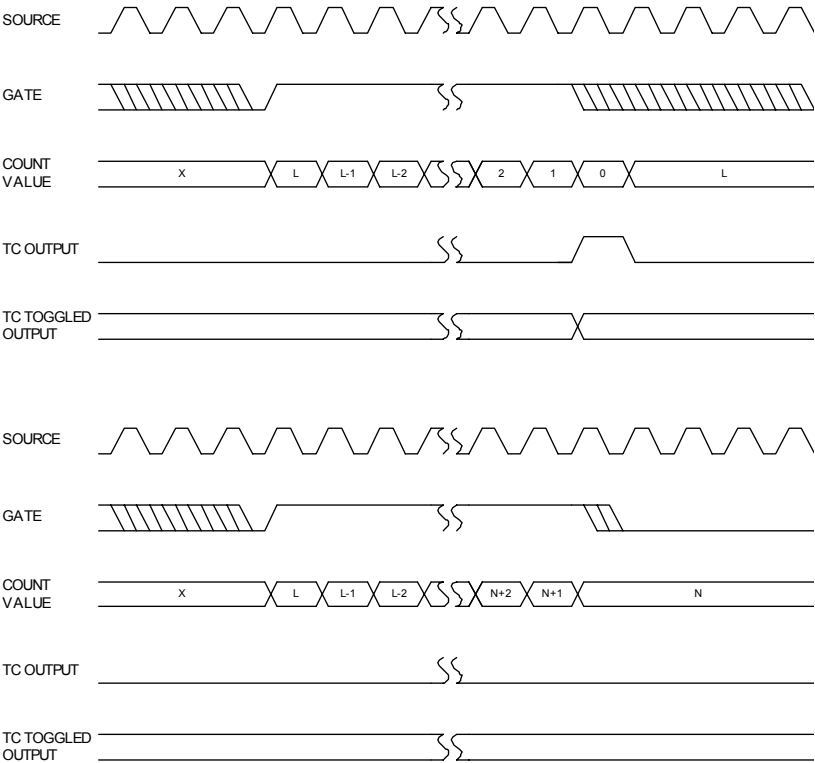 SOURCE
GATE
COUNT
VALUE
X L L-1 L-2 2 1 0 L
TC OUTPUT
TC TOGGLED
OUTPUT
SOURCE
GATE
COUNT
VALUE
X L L-1 L-2 N+2 N+1 N
TC OUTPUT
TC TOGGLED
OUTPUT